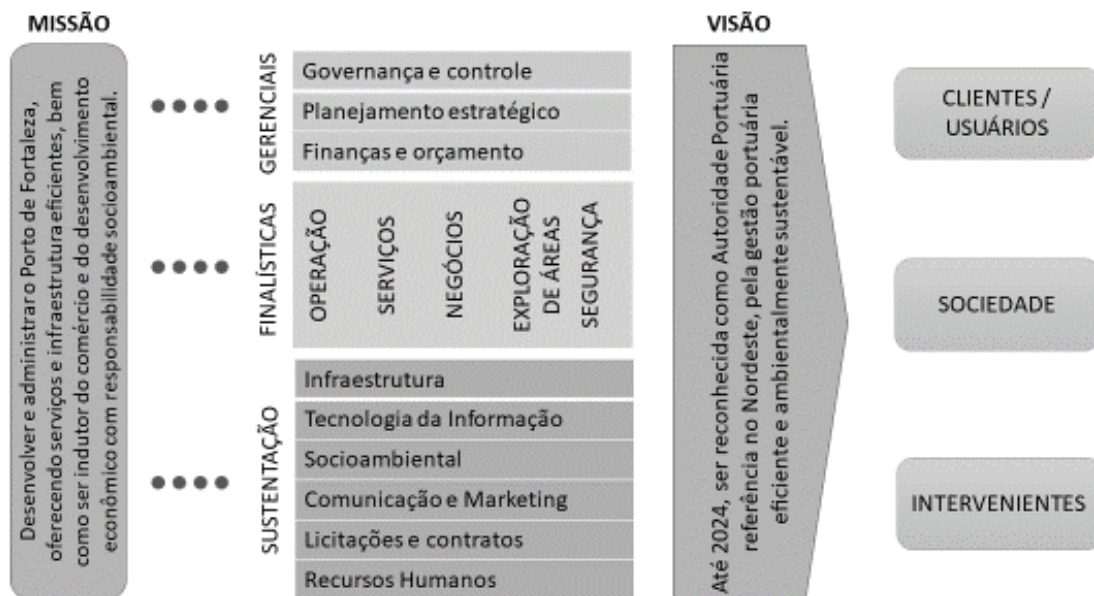 MISSÃO
Desenvolver e administrar o Porto de Fortaleza,
oferecendo serviços e infraestrutura eficientes, bem
como ser indutor do comércio e do desenvolvimento
econômico com responsabilidade socioambiental.
GERENCIAIS
Governança e controle
Planejamento estratégico
Finanças e orçamento
FINALÍSTICAS
OPERAÇÃO
SERVIÇOS
NEGÓCIOS
EXPLORAÇÃO
DE ÁREAS
SEGURANÇA
SUSTENTAÇÃO
Infraestrutura
Tecnologia da Informação
Socioambiental
Comunicação e Marketing
Licitações e contratos
Recursos Humanos
VISÃO
Até 2024, ser reconhecida como Autoridade Portuária
referência no Nordeste, pela gestão portuária
eficiente e ambientalmente sustentável.
CLIENTES /
USUÁRIOS
SOCIEDADE
INTERVENIENTES